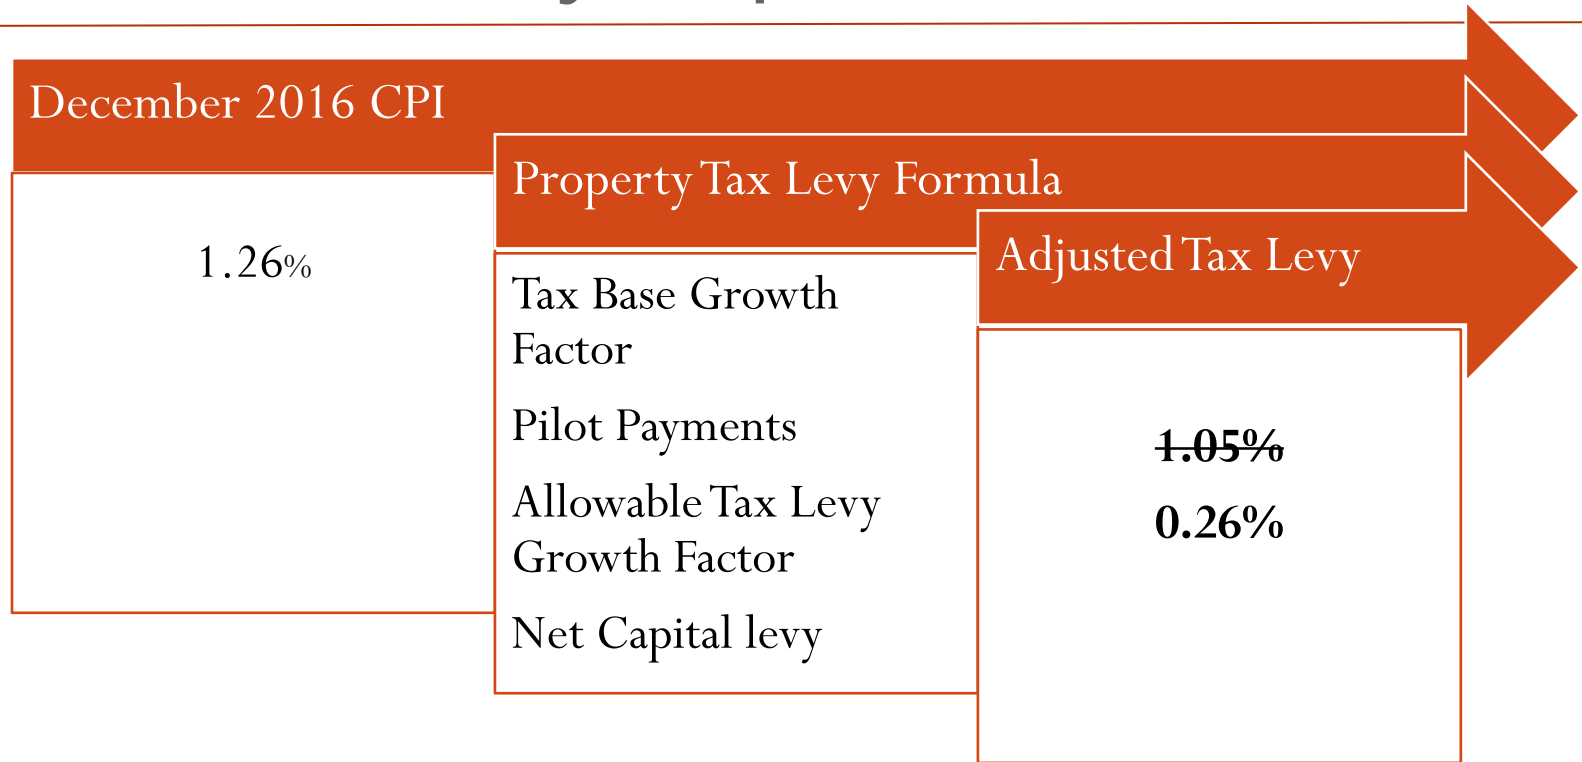 December 2016 CPI
1.26%
Property Tax Levy Formula
Tax Base Growth
Factor
Pilot Payments
Allowable Tax Levy
Growth Factor
Net Capital levy
Adjusted Tax Levy
1.05%
0.26%